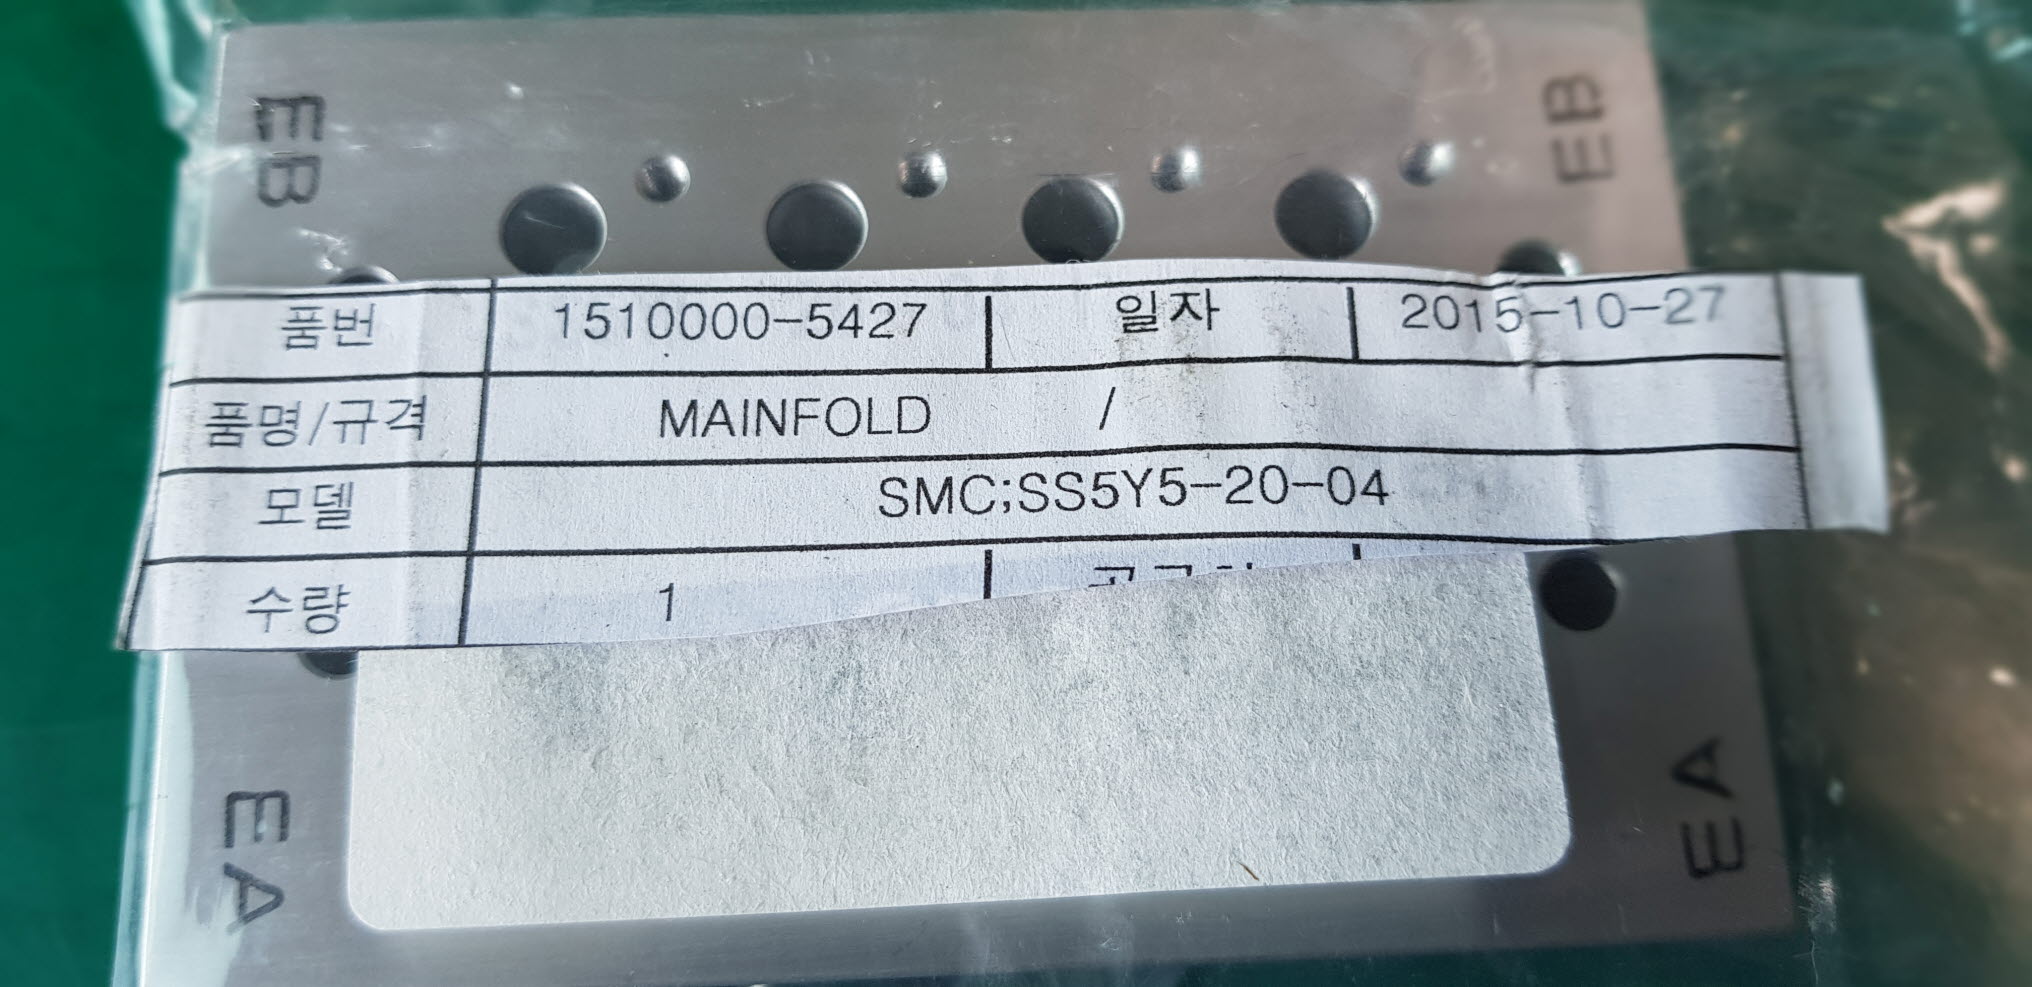 EB EB
품번 1510000-5427 일자 2015-10-27
품명/규격 MAINFOLD /
모델 SMC;SS5Y5-20-04
수량 1
EA EA